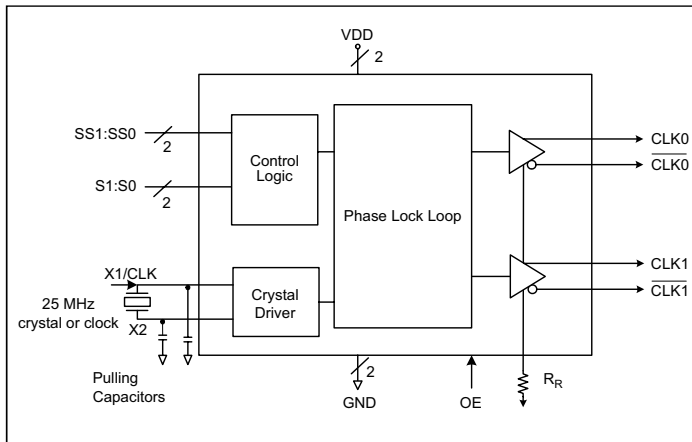 VDD
2
SS1:SS0
2
S1:S0
2
Control
Logic
Phase Lock Loop
CLK0
CLK0
X1/CLK
25 MHz
crystal or clock
X2
Crystal
Driver
CLK1
CLK1
Pulling
Capacitors
2
GND
OE
RR